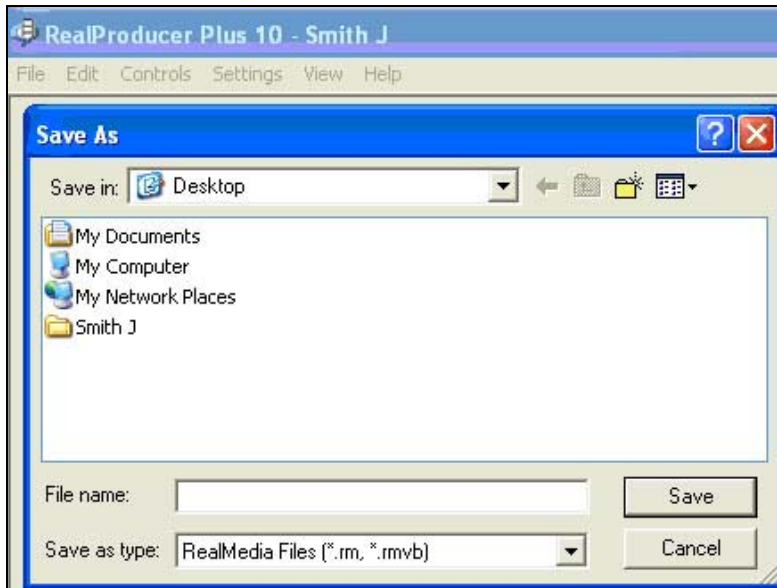 RealProducer Plus 10 - Smith J
File Edit Controls Settings View Help
Save As
Save in: Desktop
My Documents
My Computer
My Network Places
Smith J
File name: Save
Save as type: RealMedia Files (*.rm, *.rmvb) Cancel